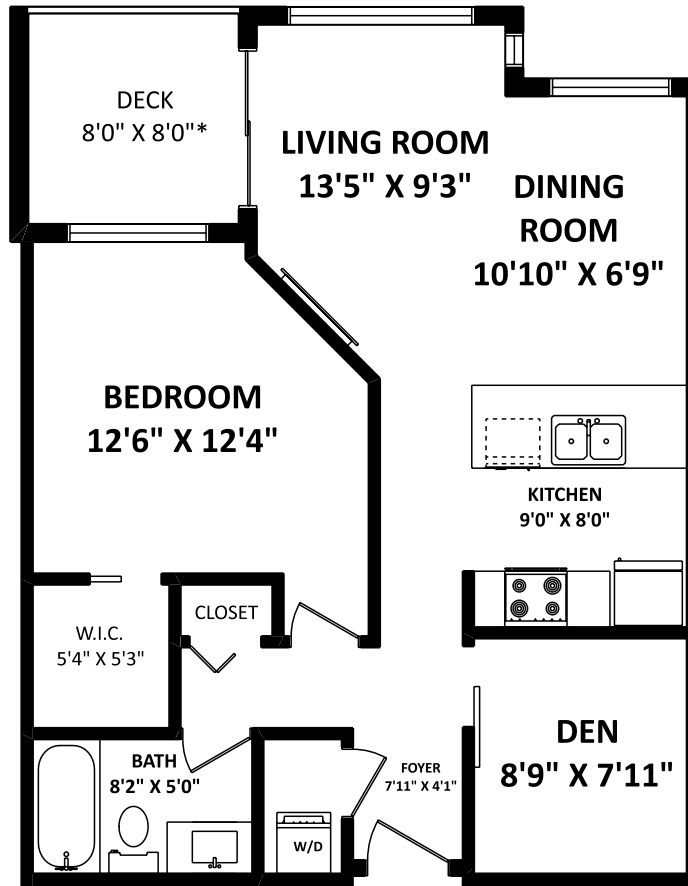 DECK
8'0" X 8'0"*
LIVING ROOM
13'5" X 9'3"
DINING
ROOM
10'10" X 6'9"
BEDROOM
12'6" X 12'4"
KITCHEN
9'0" X 8'0"
CLOSET
W.I.C.
5'4" X 5'3"
BATH
8'2" X 5'0"
FOYER
7'11" X 4'1"
DEN
8'9" X 7'11"
W/D